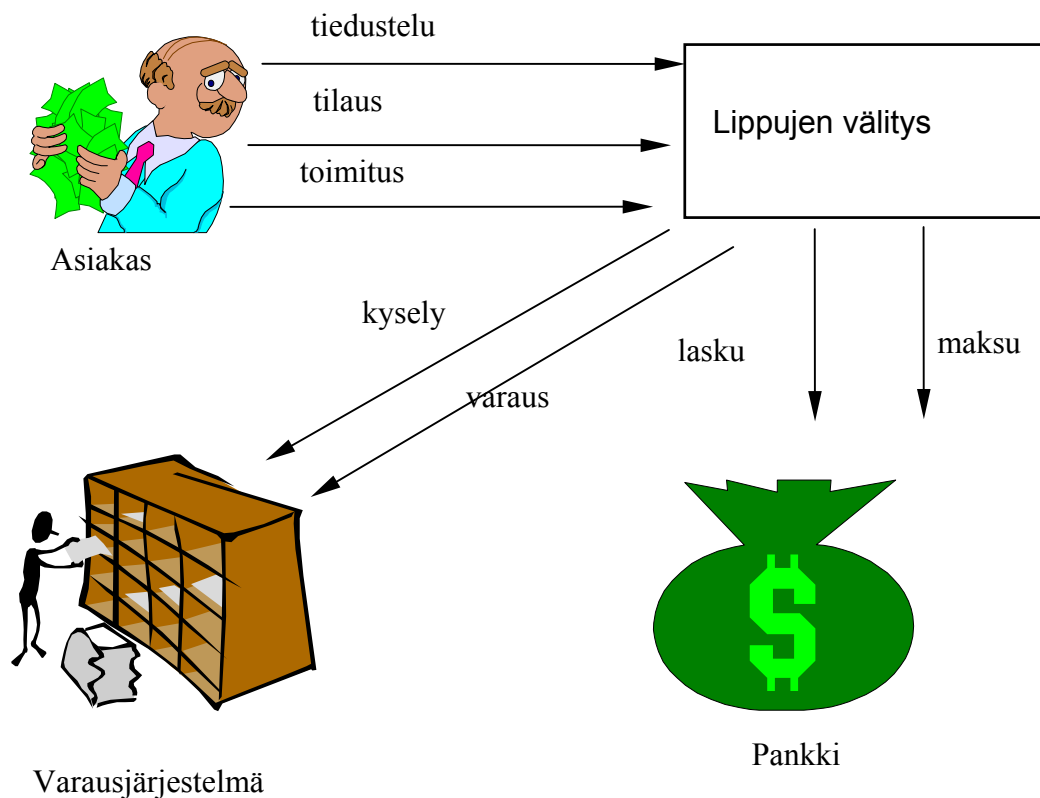 tiedustelu
tilaus
Lippujen välitys
toimitus
Asiakas
kysely
lasku
maksu
varaus
$
Pankki
Varausjärjestelmä